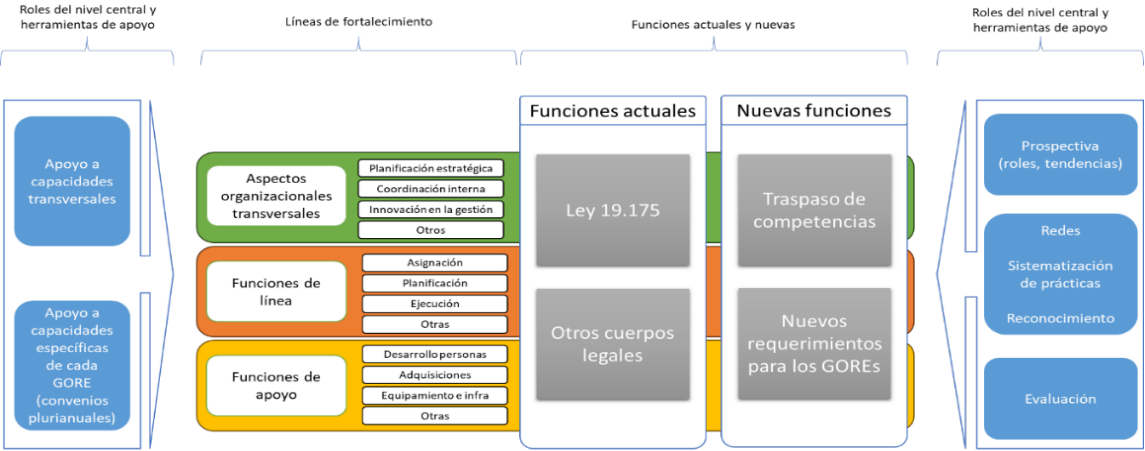 Roles del nivel central y
herramientas de apoyo
Líneas de fortalecimiento
Funciones actuales y nuevas
Roles del nivel central y
herramientas de apoyo
Apoyo a
capacidades
transversales
Apoyo a
capacidades
específicas
de cada
GORE
(convenios
plurianuales)
Aspectos
organizacionales
transversales
Planificación estratégica
Coordinación interna
Innovación en la gestión
Otros
Funciones de
línea
Asignación
Planificación
Ejecución
Otras
Funciones de
apoyo
Desarrollo personas
Adquisiciones
Equipamiento e infra
Otras
Funciones actuales
Ley 19.175
Otros cuerpos
legales
Nuevas funciones
Traspaso de
competencias
Nuevos
requerimientos
para los GOREs
Prospectiva
(roles, tendencias)
Redes
Sistematización
de prácticas
Reconocimiento
Evaluación